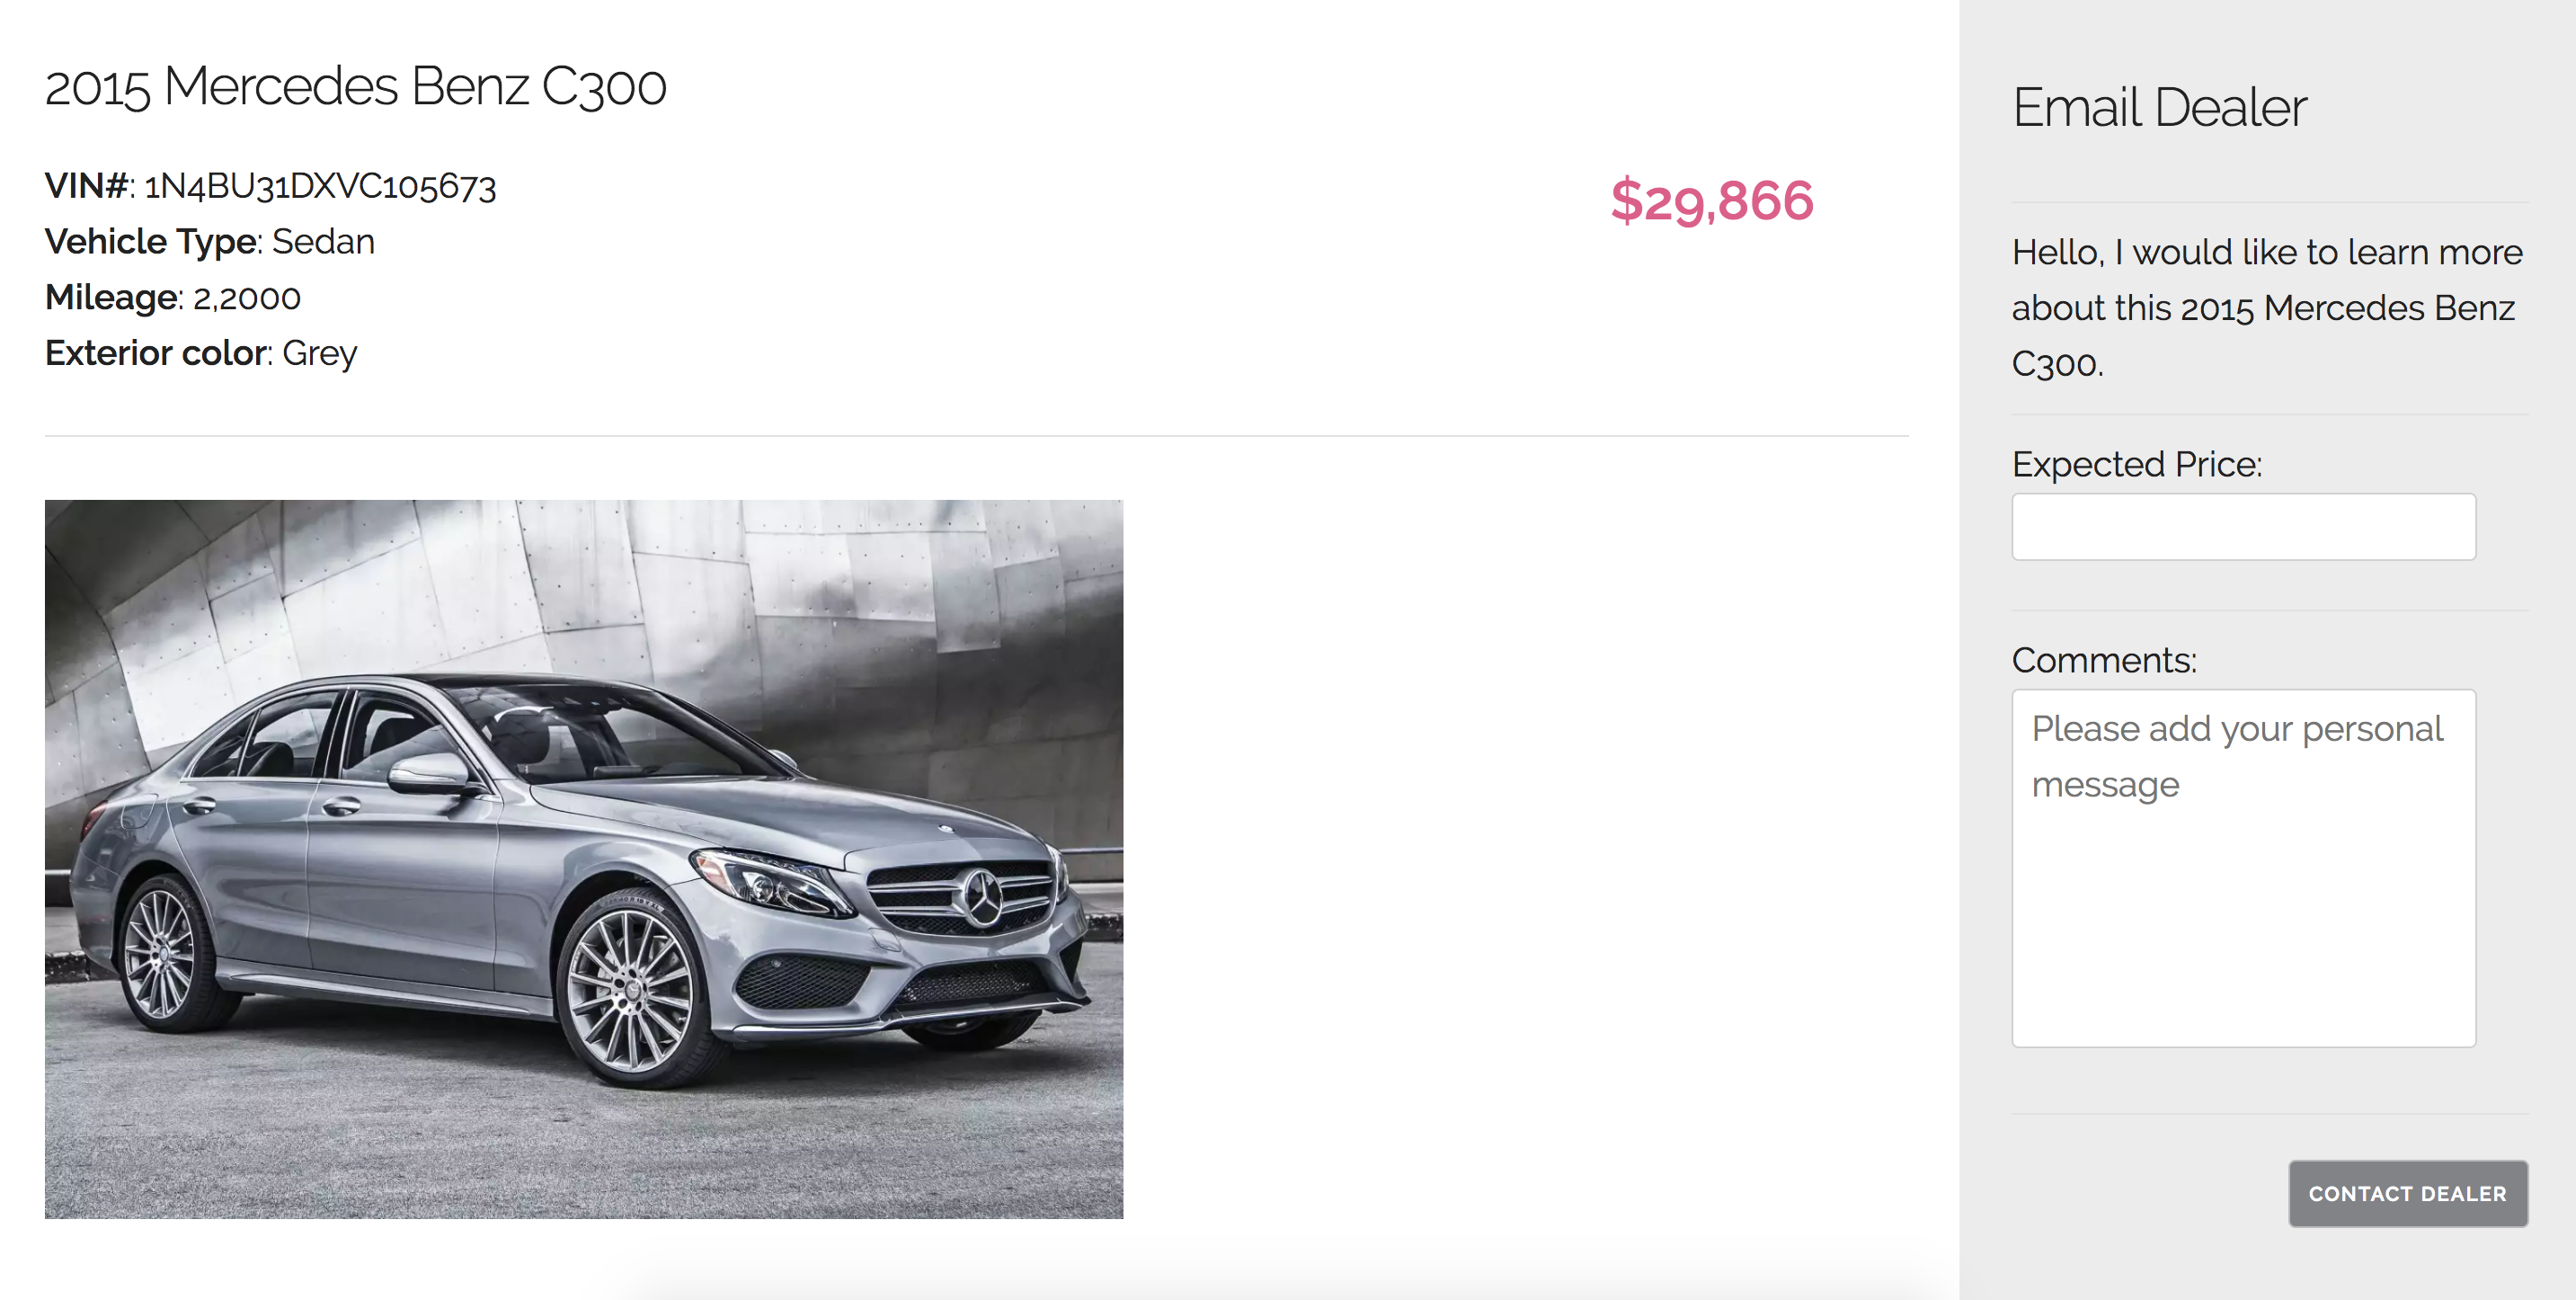 2015 Mercedes Benz C300
VIN#: 1N4BU31DXVC105673
Vehicle Type: Sedan
Mileage: 2,2000
Exterior color: Grey
$29,866
Email Dealer
Hello, I would like to learn more
about this 2015 Mercedes Benz
C300.
Expected Price:
Comments:
Please add your personal
message
CONTACT DEALER